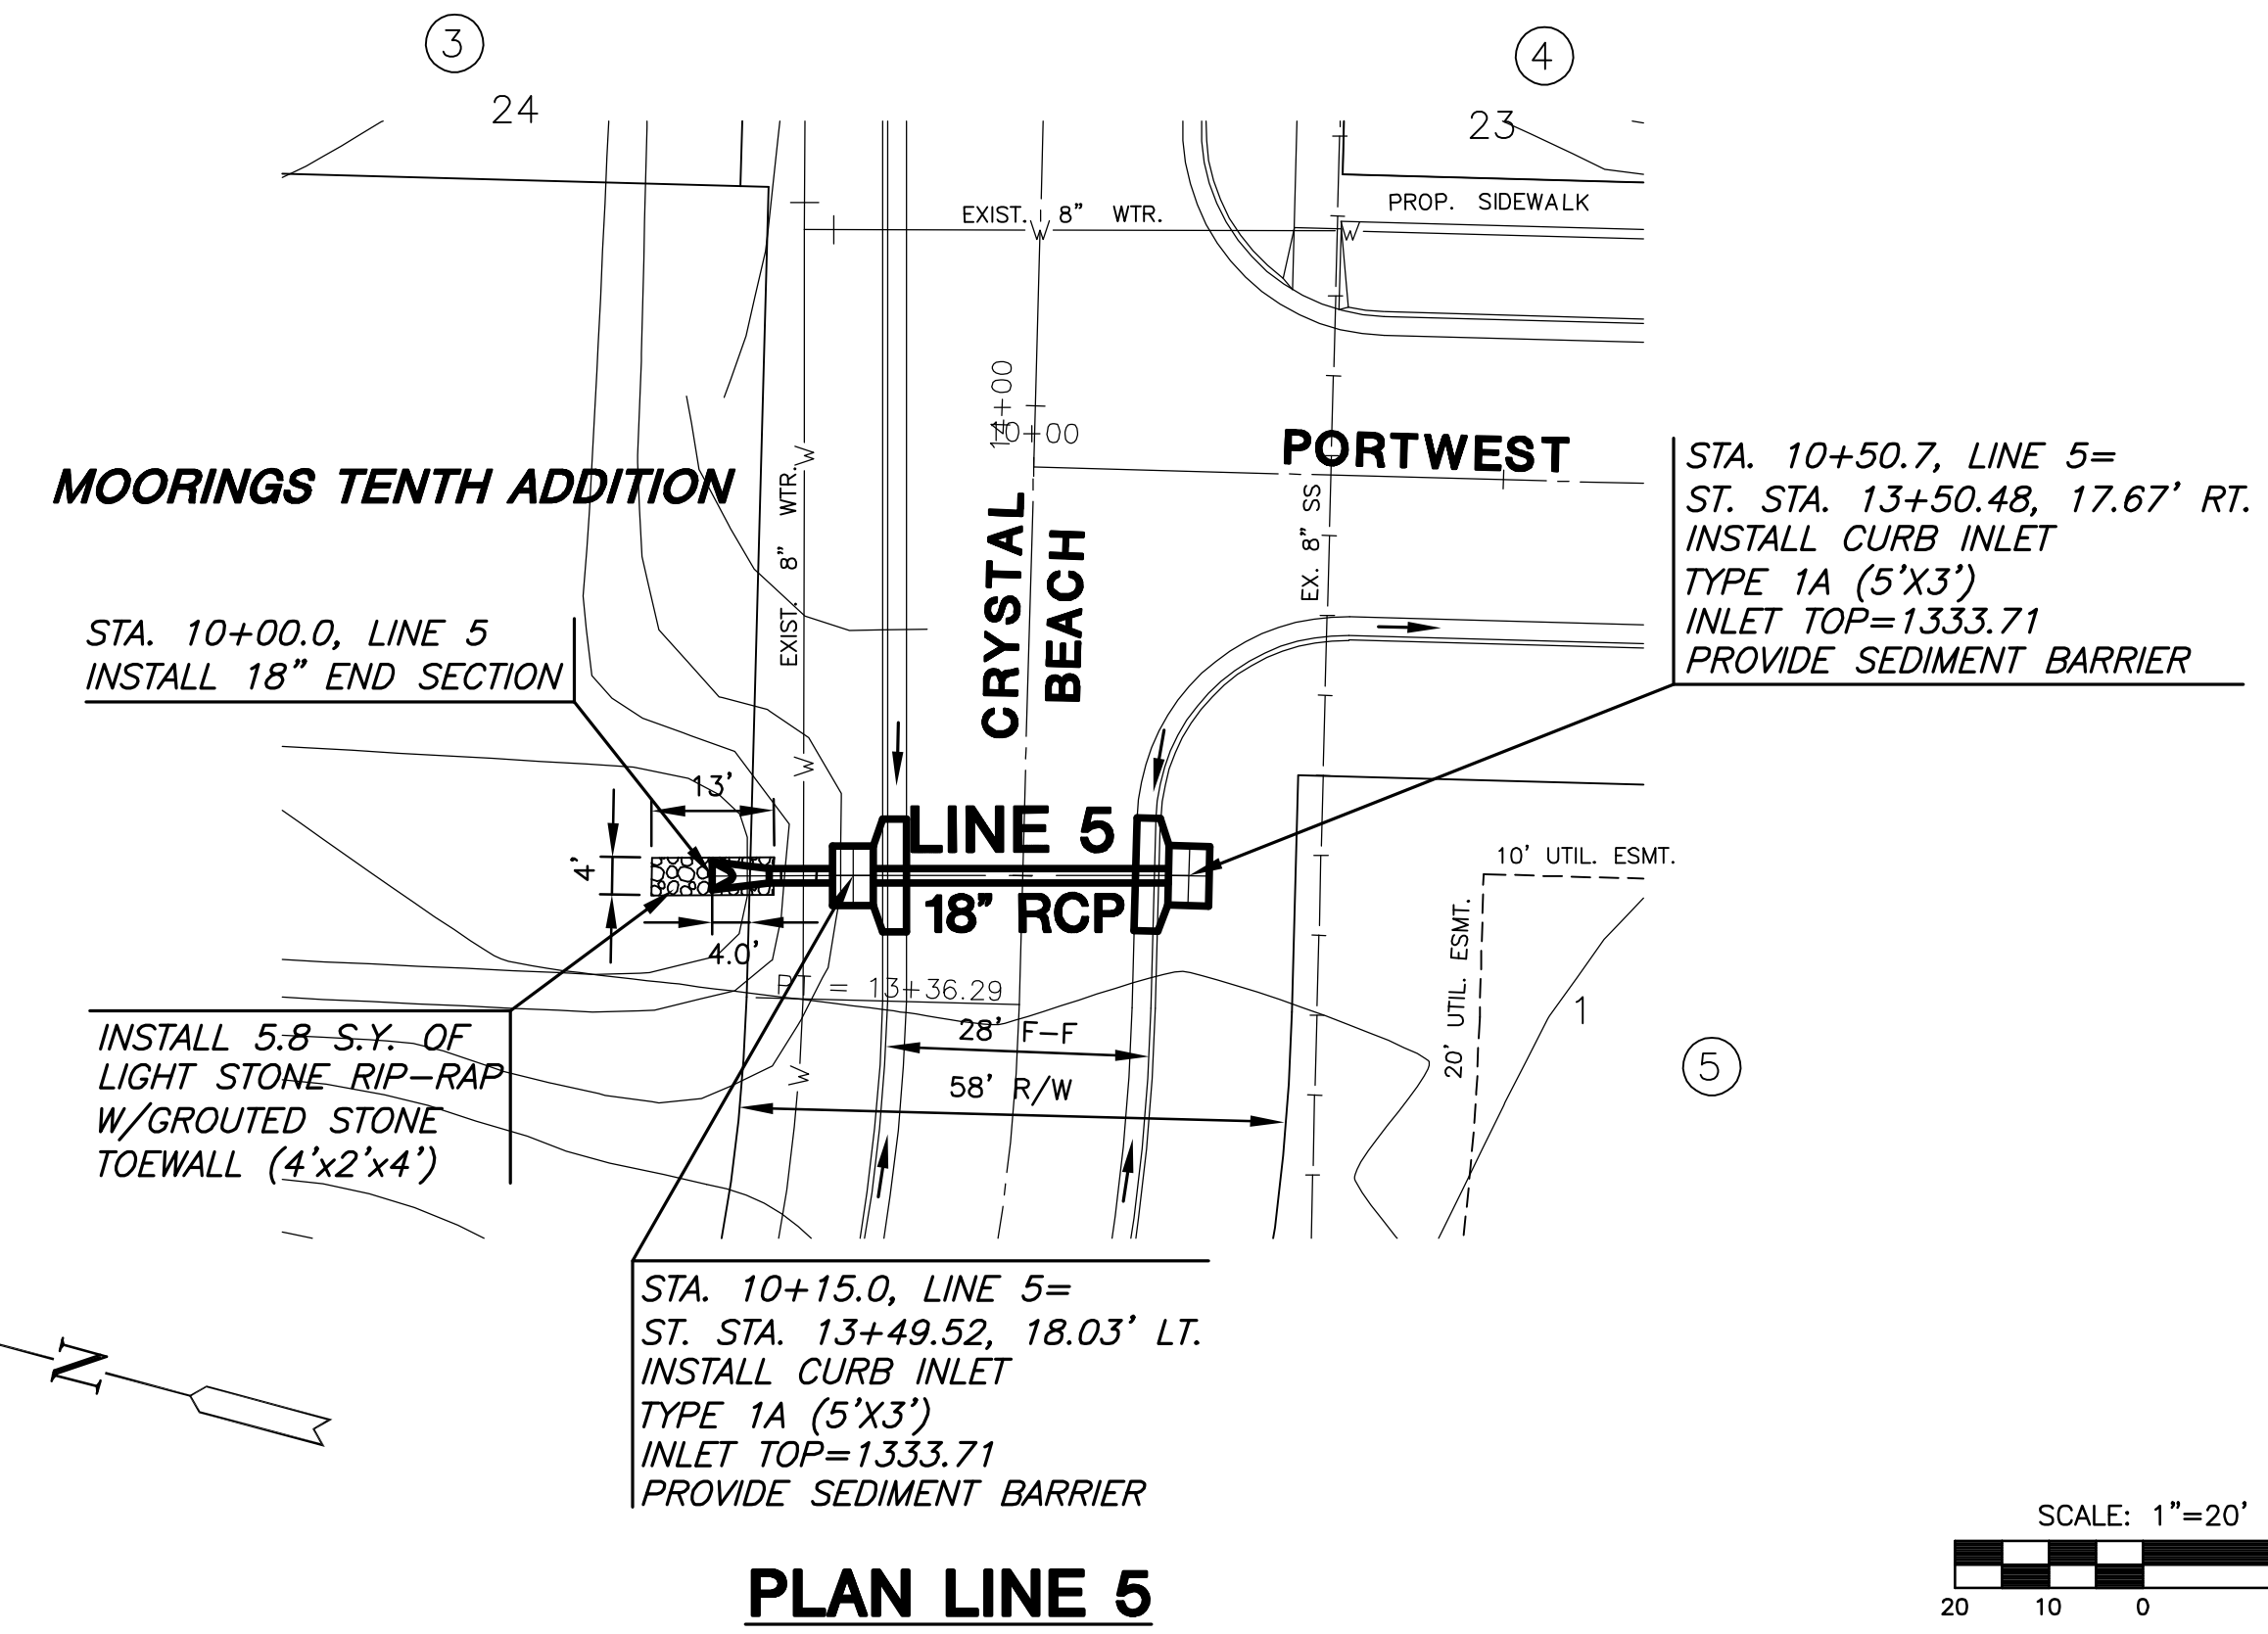 3
4
24
23
PROP. SIDEWALK
EXIST. 8" WTR.
W
W
14+00
10+00
PORTWEST
MOORINGS TENTH ADDITION
EXIST. 8" WTR.
W
W
W
CRYSTAL
BEACH
EX. 8" SS
STA. 10+50.7, LINE 5=
ST. STA. 13+50.48, 17.67' RT.
INSTALL CURB INLET
TYPE 1A (5'X3')
INLET TOP=1333.71
PROVIDE SEDIMENT BARRIER
STA. 10+00.0, LINE 5
INSTALL 18" END SECTION
13'
4'
4.0'
LINE 5
18" RCP
10' UTIL. ESMT.
20' UTIL. ESMT.
1
5
PT = 13+36.29
28' F-F
58' R/W
INSTALL 5.8 S.Y. OF
LIGHT STONE RIP-RAP
W/GROUTED STONE
TOEWALL (4'x2'x4')
STA. 10+15.0, LINE 5=
ST. STA. 13+49.52, 18.03' LT.
INSTALL CURB INLET
TYPE 1A (5'X3')
INLET TOP=1333.71
PROVIDE SEDIMENT BARRIER
N
SCALE: 1"=20'
20 10 0
PLAN LINE 5